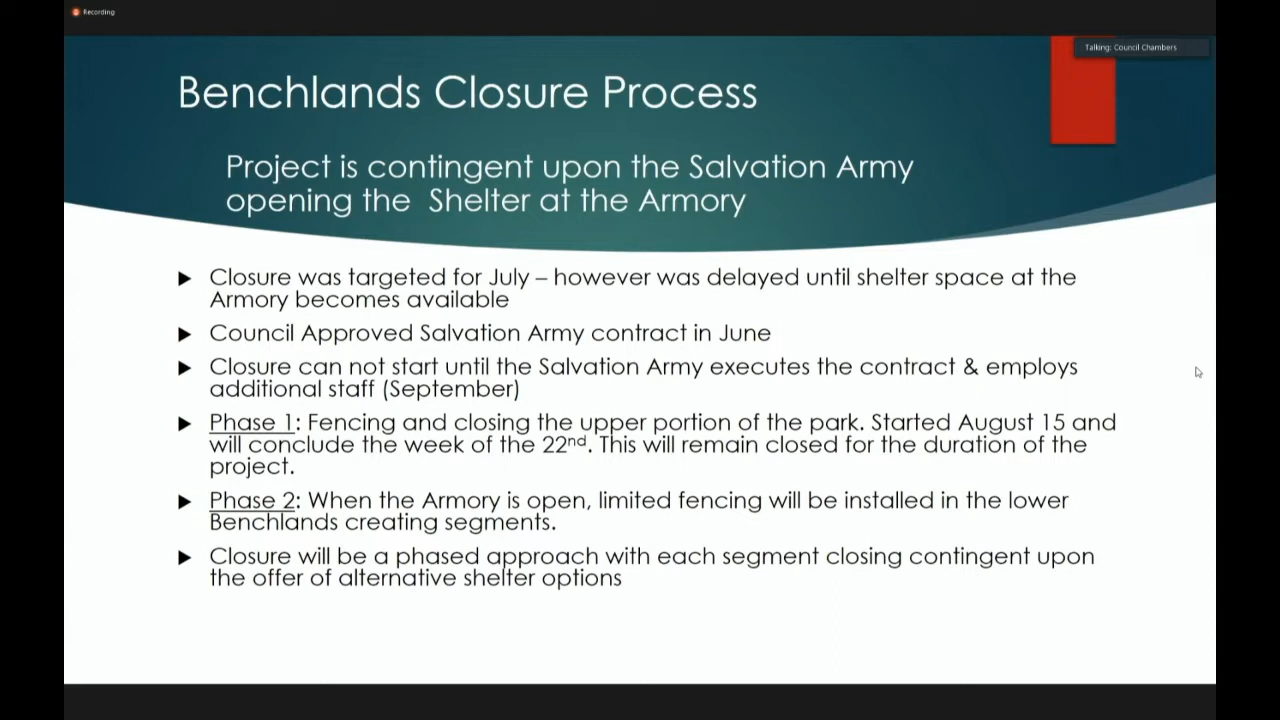 Recording
Talking: Council Chambers
Benchlands Closure Process
Project is contingent upon the Salvation Army
opening the Shelter at the Armory
Closure was targeted for July – however was delayed until shelter space at the
Armory becomes available
Council Approved Salvation Army contract in June
Closure can not start until the Salvation Army executes the contract & employs
additional staff (September)
Phase 1: Fencing and closing the upper portion of the park. Started August 15 and
will conclude the week of the 22nd. This will remain closed for the duration of the
project.
Phase 2: When the Armory is open, limited fencing will be installed in the lower
Benchlands creating segments.
Closure will be a phased approach with each segment closing contingent upon
the offer of alternative shelter options